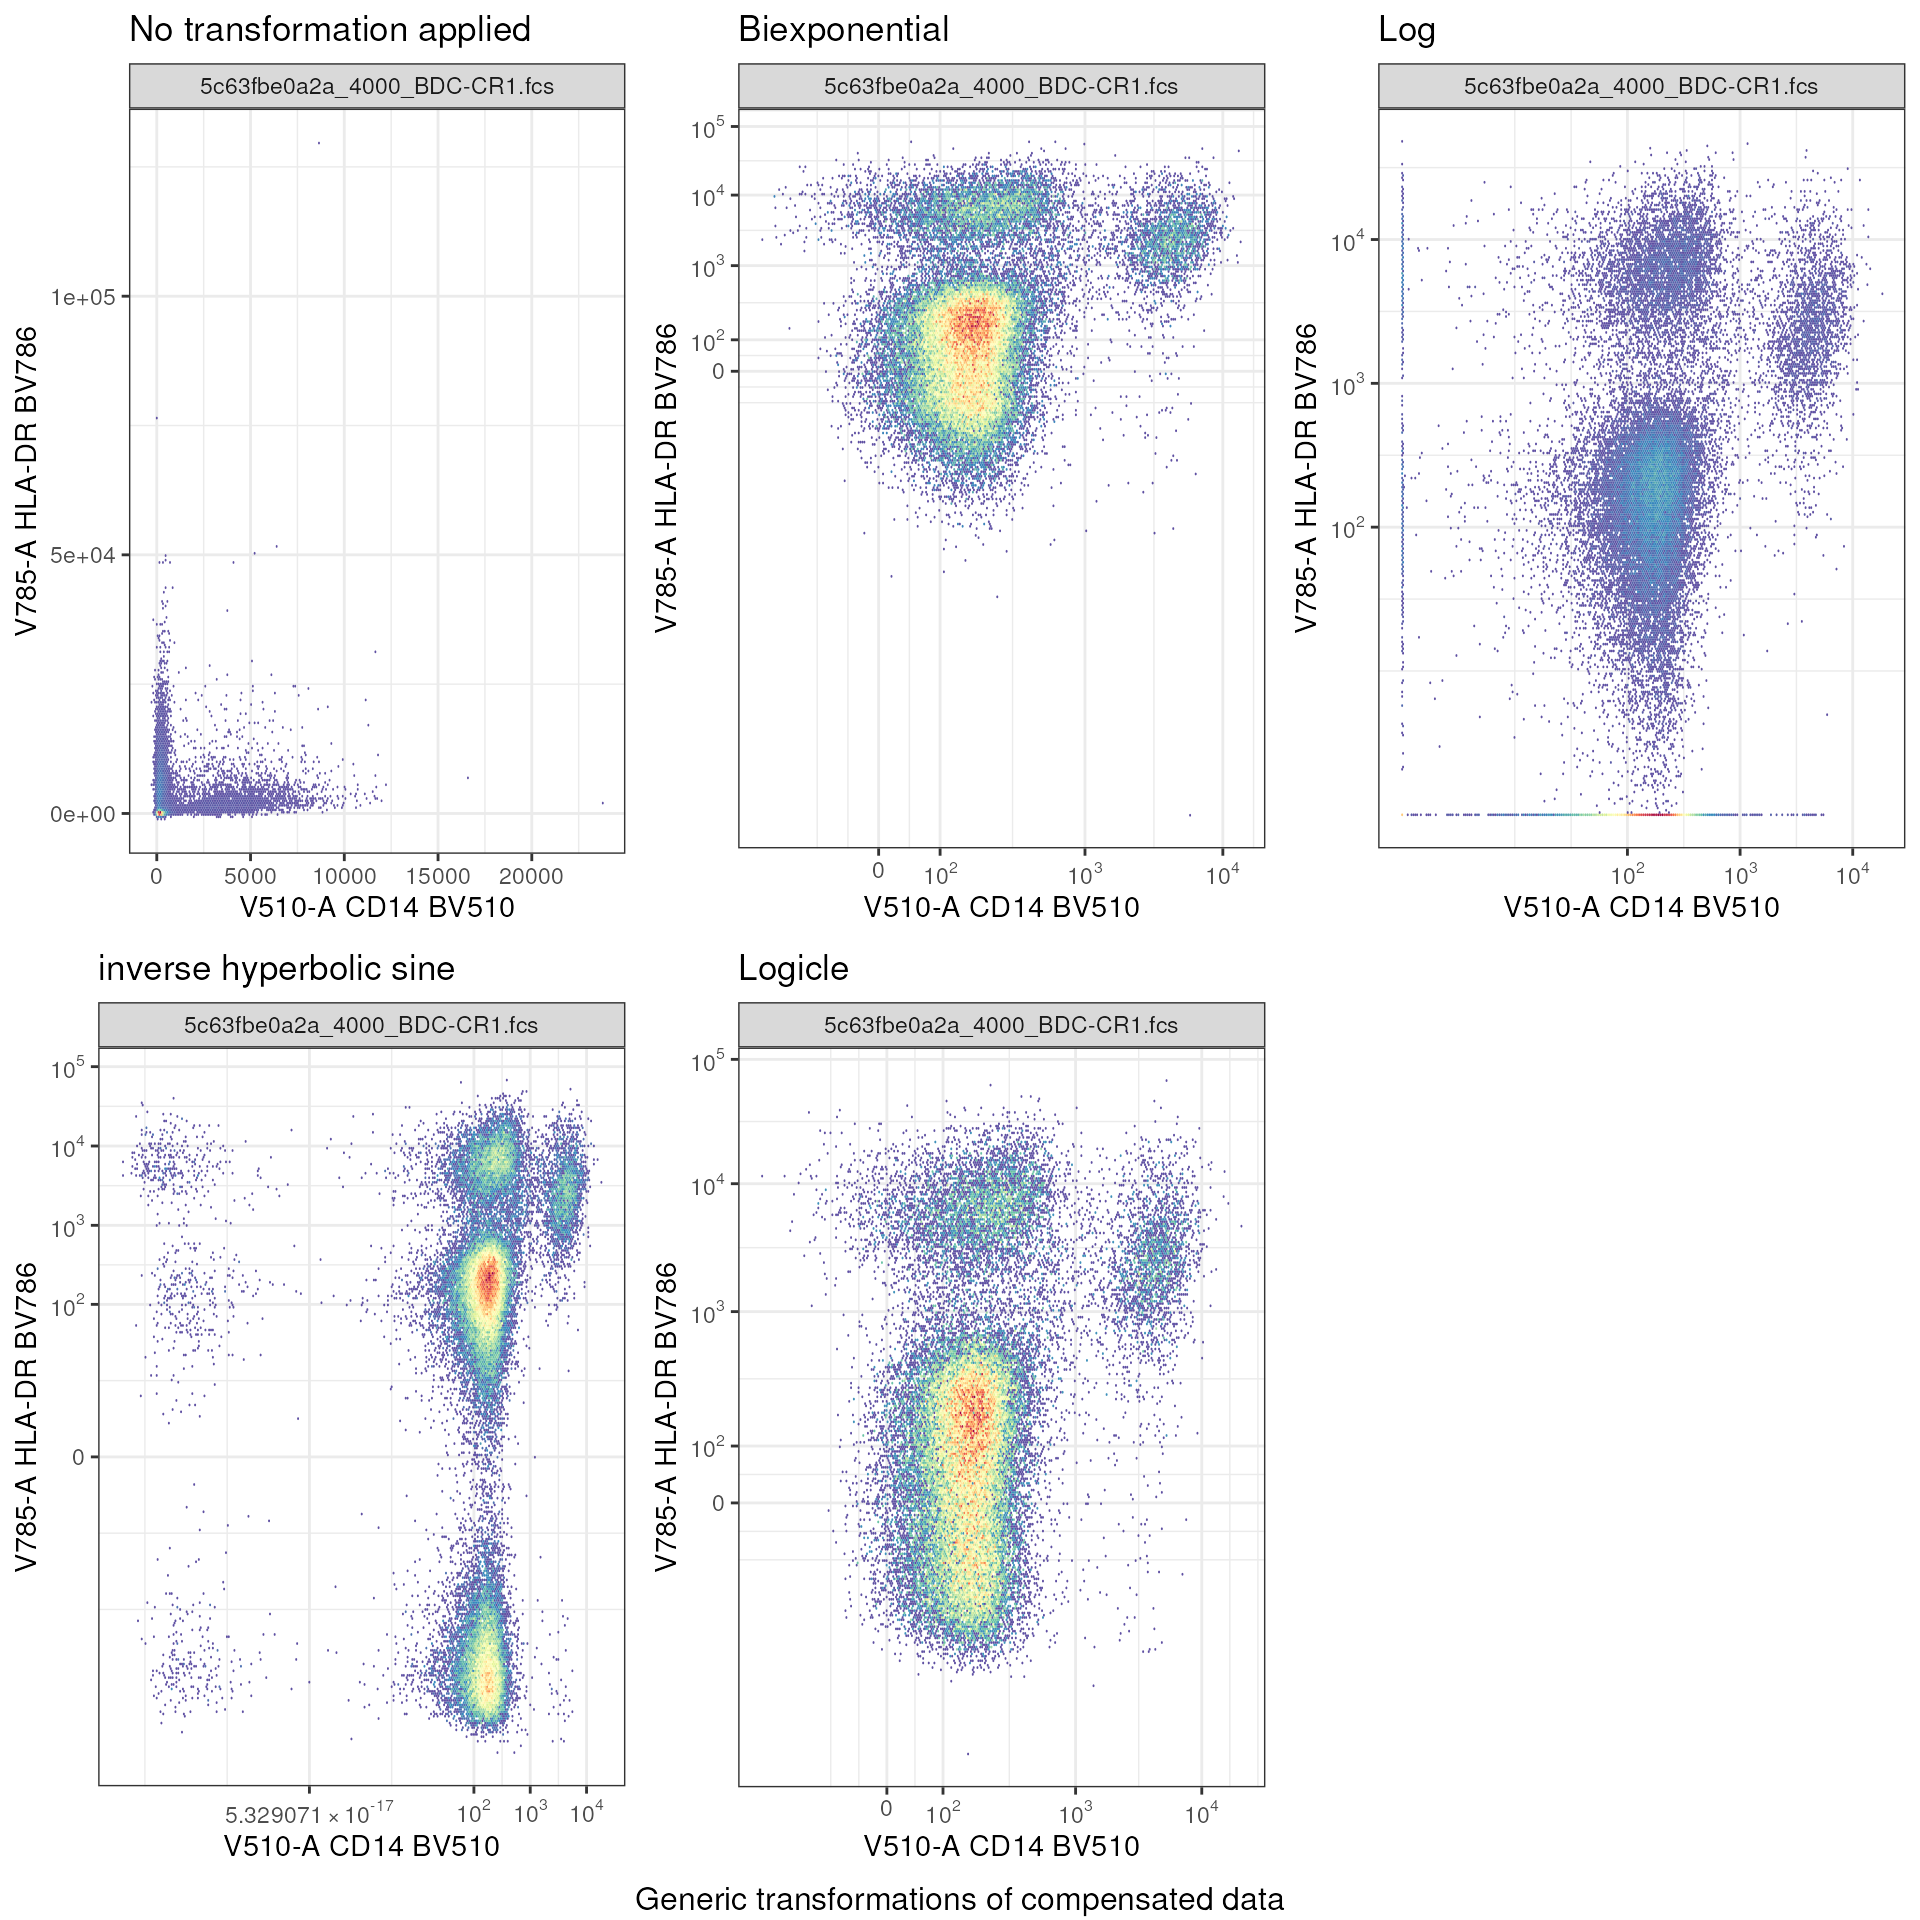 No transformation applied
5c63fbe0a2a_4000_BDC-CR1.fcs
V785-A HLA-DR BV786
1e+05
5e+04
0e+00
0 5000 10000 15000 20000
V510-A CD14 BV510
Biexponential
5c63fbe0a2a_4000_BDC-CR1.fcs
V785-A HLA-DR BV786
10^5
10^4
10^3
10^2
0
0 10^2 10^3 10^4
V510-A CD14 BV510
Log
5c63fbe0a2a_4000_BDC-CR1.fcs
V785-A HLA-DR BV786
10^4
10^3
10^2
10^2 10^3 10^4
V510-A CD14 BV510
inverse hyperbolic sine
5c63fbe0a2a_4000_BDC-CR1.fcs
V785-A HLA-DR BV786
10^5
10^4
10^3
10^2
0
5.329071 × 10^-17 10^2 10^3 10^4
V510-A CD14 BV510
Logicle
5c63fbe0a2a_4000_BDC-CR1.fcs
V785-A HLA-DR BV786
10^5
10^4
10^3
10^2
0
0 10^2 10^3 10^4
V510-A CD14 BV510
Generic transformations of compensated data